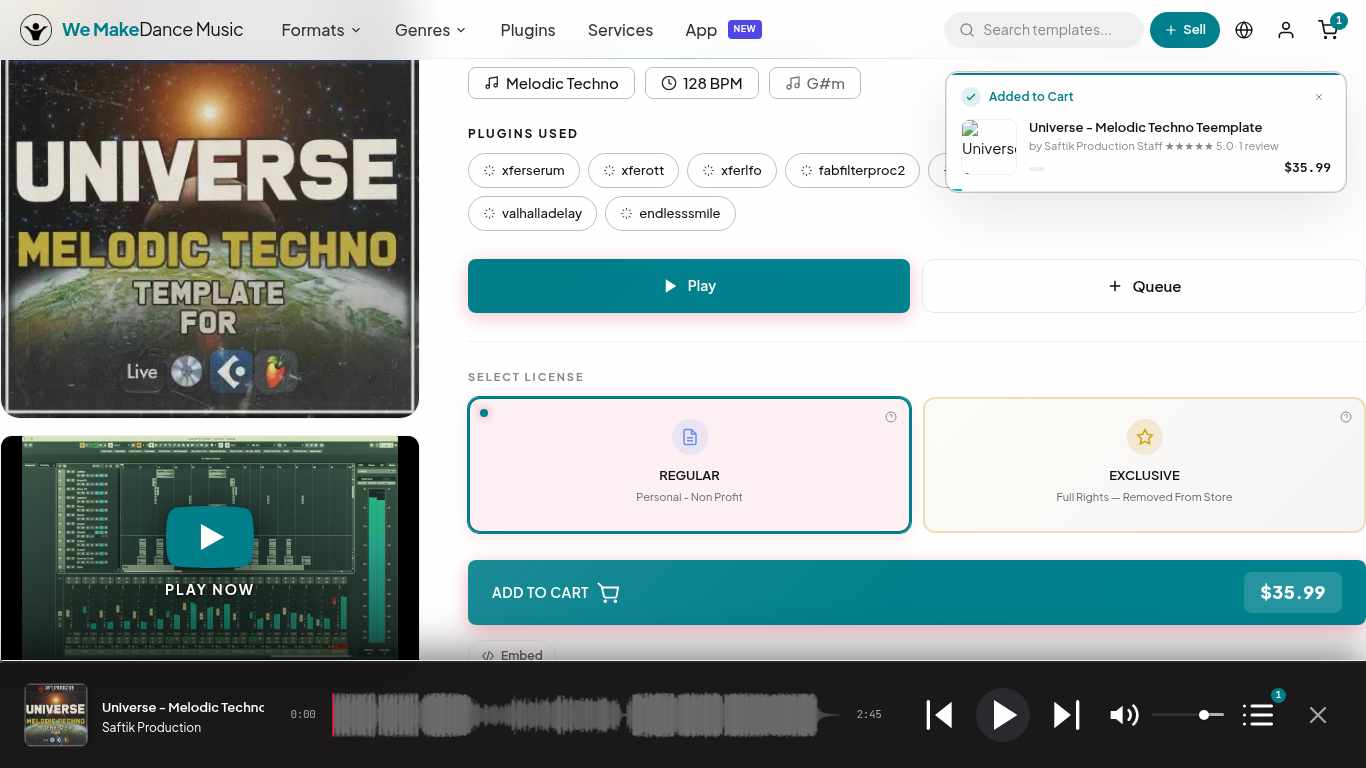 We MakeDance Music
Formats
Genres
Plugins
Services
App
NEW
Search templates...
Sell
1
UNIVERSE
MELODIC TECHNO
TEMPLATE
FOR
Live
PLAY NOW
Melodic Techno
128 BPM
G#m
PLUGINS USED
xferserum
xferott
xferlfo
fabfilterproc2
valhalladelay
endlesssmile
Added to Cart
Universe
Universe - Melodic Techno Teemplate
by Saftik Production Staff ★★★★★ 5.0 · 1 review
$35.99
Play
Queue
SELECT LICENSE
REGULAR
Personal - Non Profit
EXCLUSIVE
Full Rights — Removed From Store
ADD TO CART
$35.99
Embed
UNIVERSE
MELODIC TECHNO
Universe - Melodic Techno
Saftik Production
0:00
2:45
1